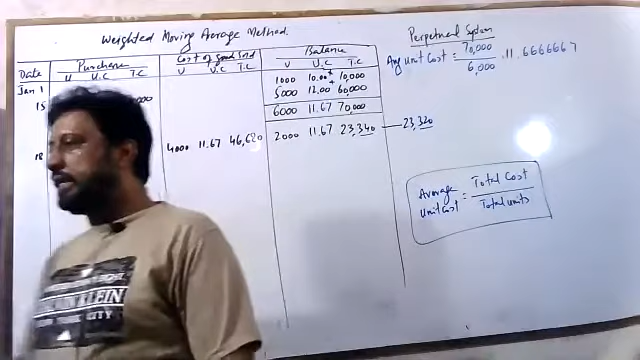 Weighted Moving Average Method.
Perpetual System
Date Purchase Cost of good Sold Balance
U U.C T.C U U.C T.C U U.C T.C
Avg Unit Cost = 70,000 / 6,000 = 11.6666667
Jan 1 1000 10.00 10,000
15 5000 12.00 60,000
6000 11.67 70,000
18 4000 11.67 46,680 2000 11.67 23,340 23,320
Average Unit Cost = Total Cost / Total units
KLEIN